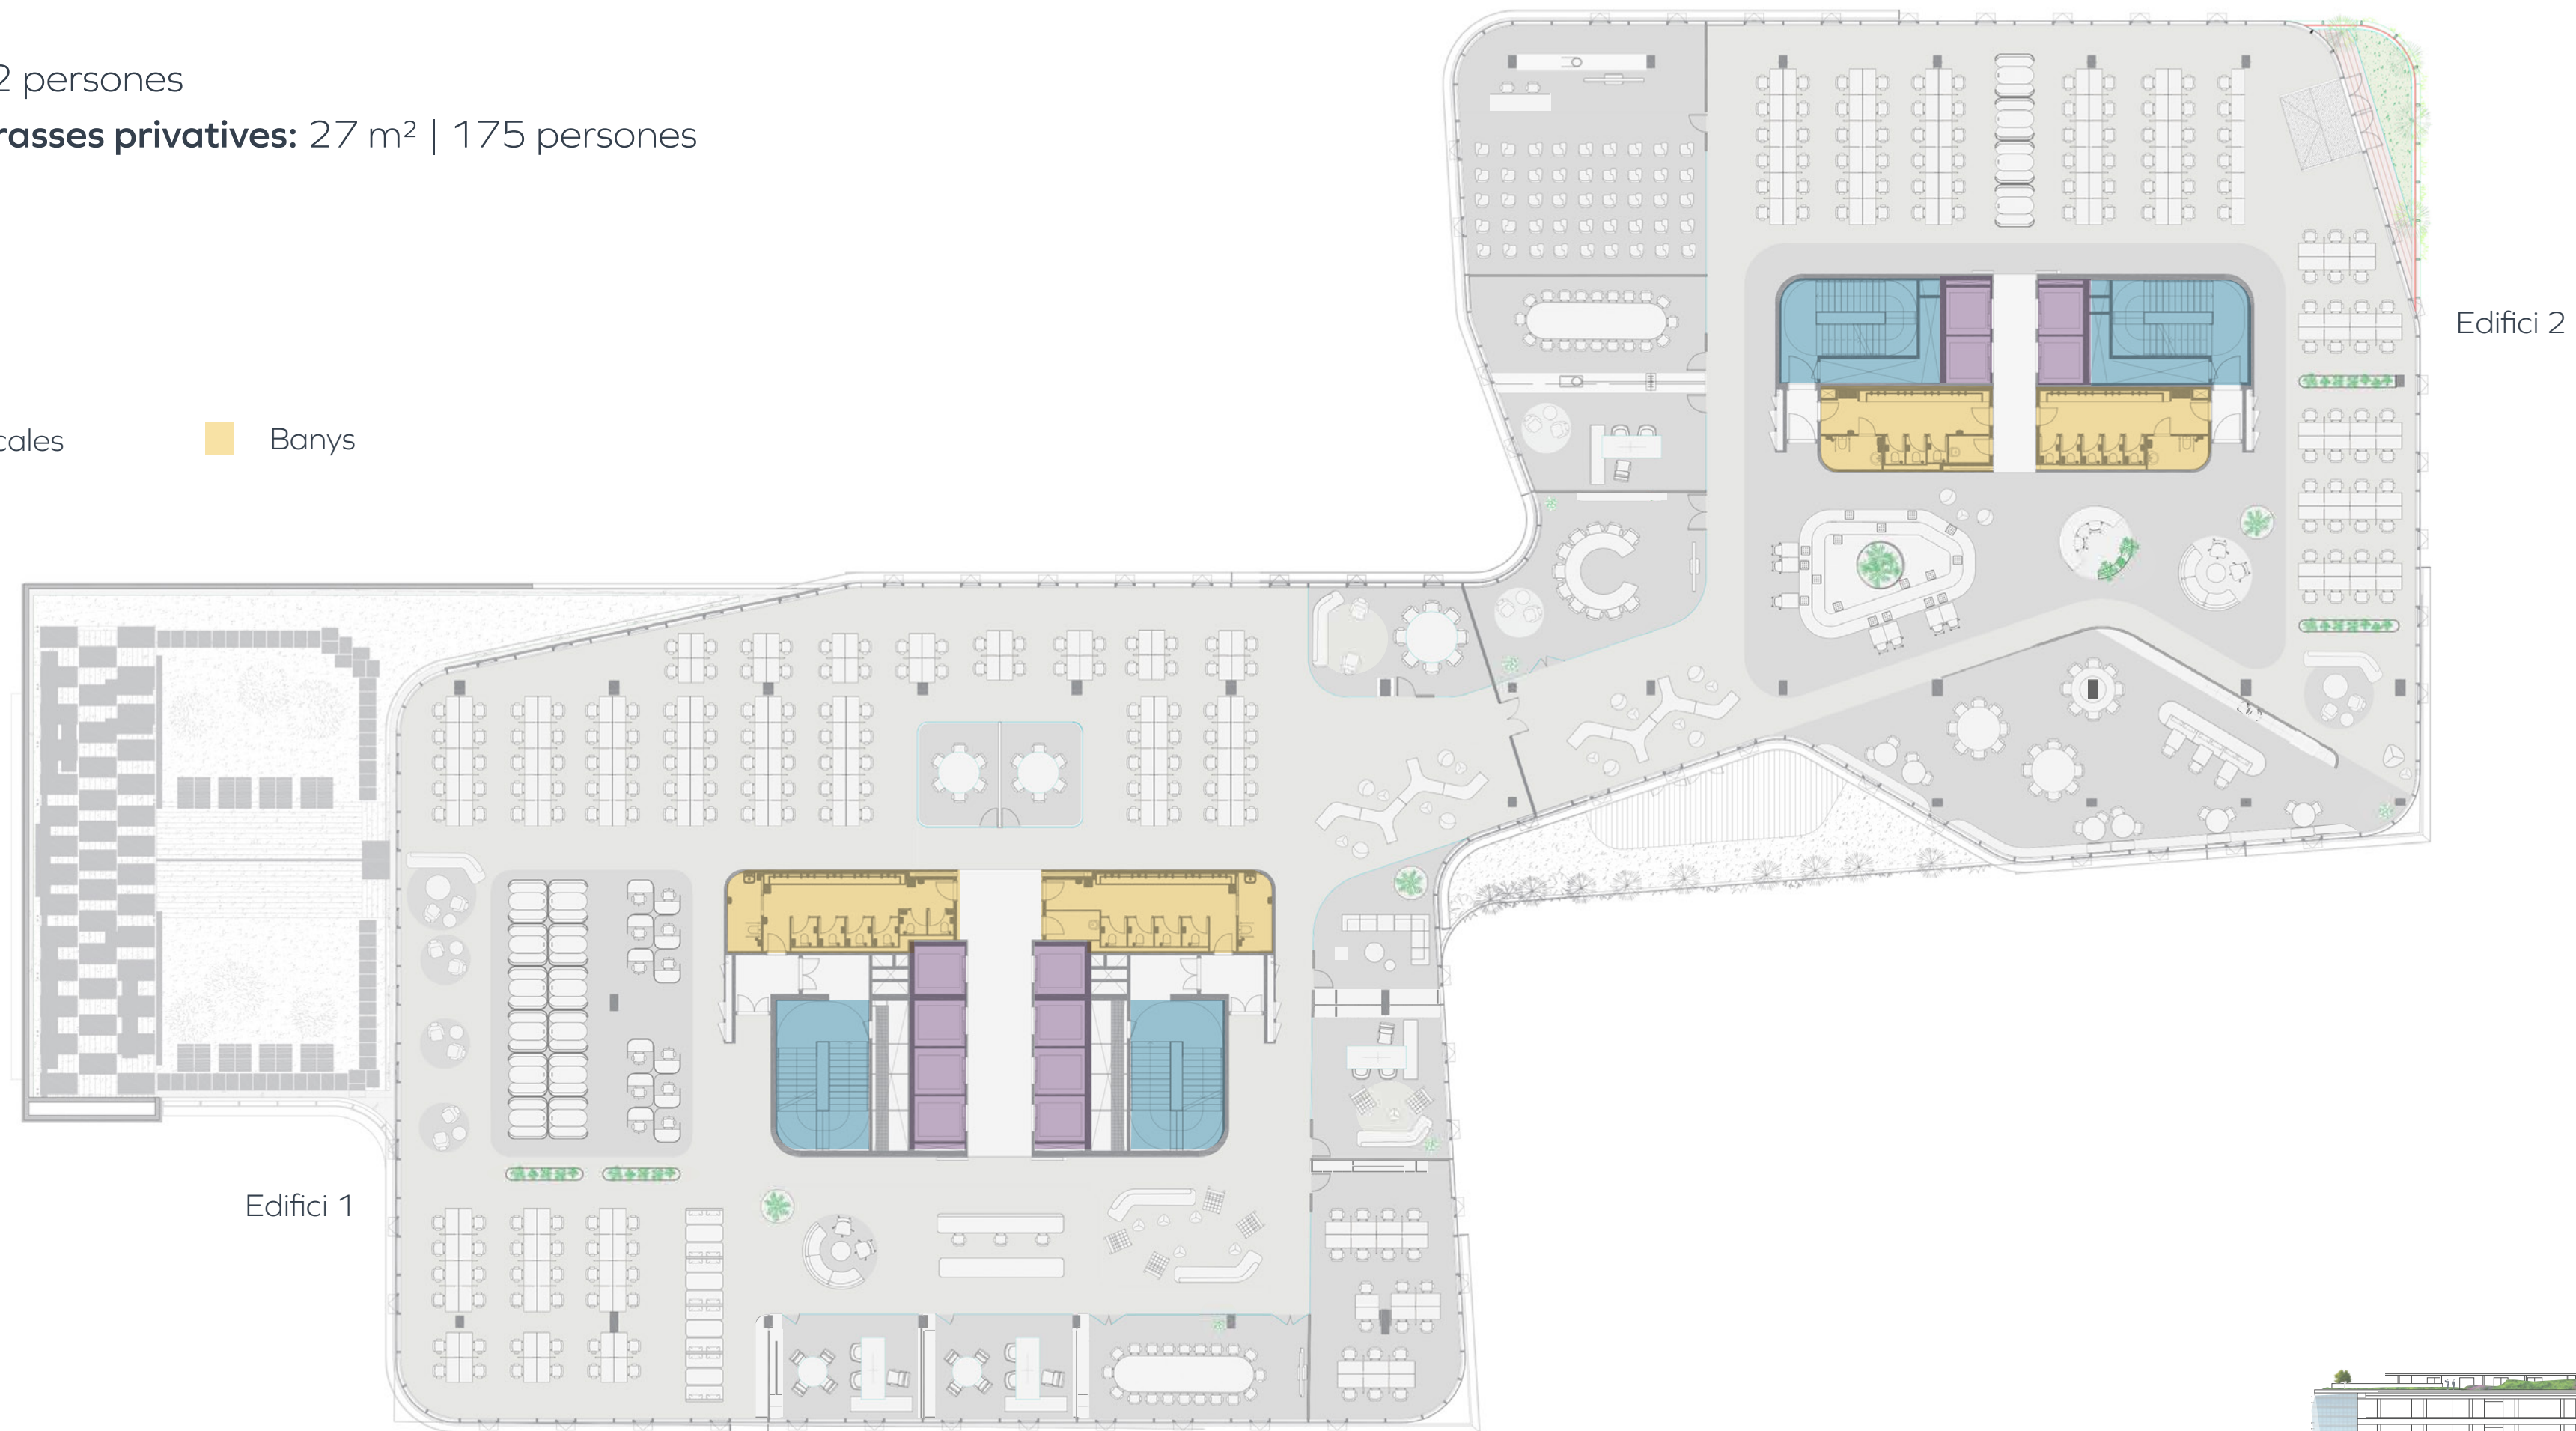 2 persones
rasses privatives: 27 m² | 175 persones
cales
Banys
Edifici 2
Edifici 1